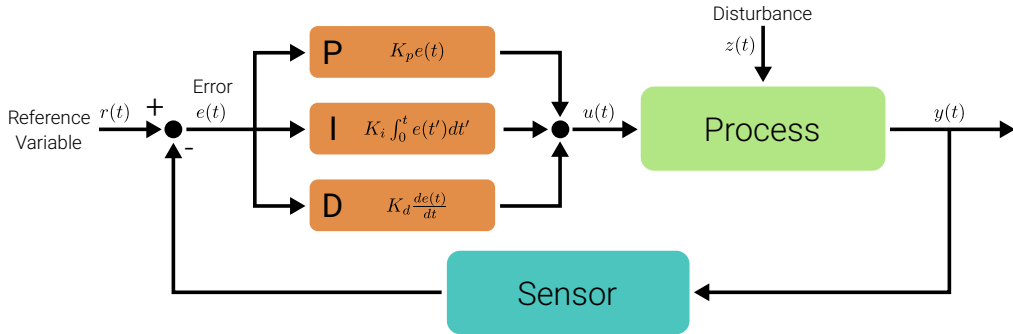 Disturbance
z(t)
P K_p e(t)
Error
e(t)
+
r(t)
Reference
Variable
-
I K_i ∫_0^t e(t')dt'
u(t)
Process
y(t)
D K_d de(t)/dt
Sensor